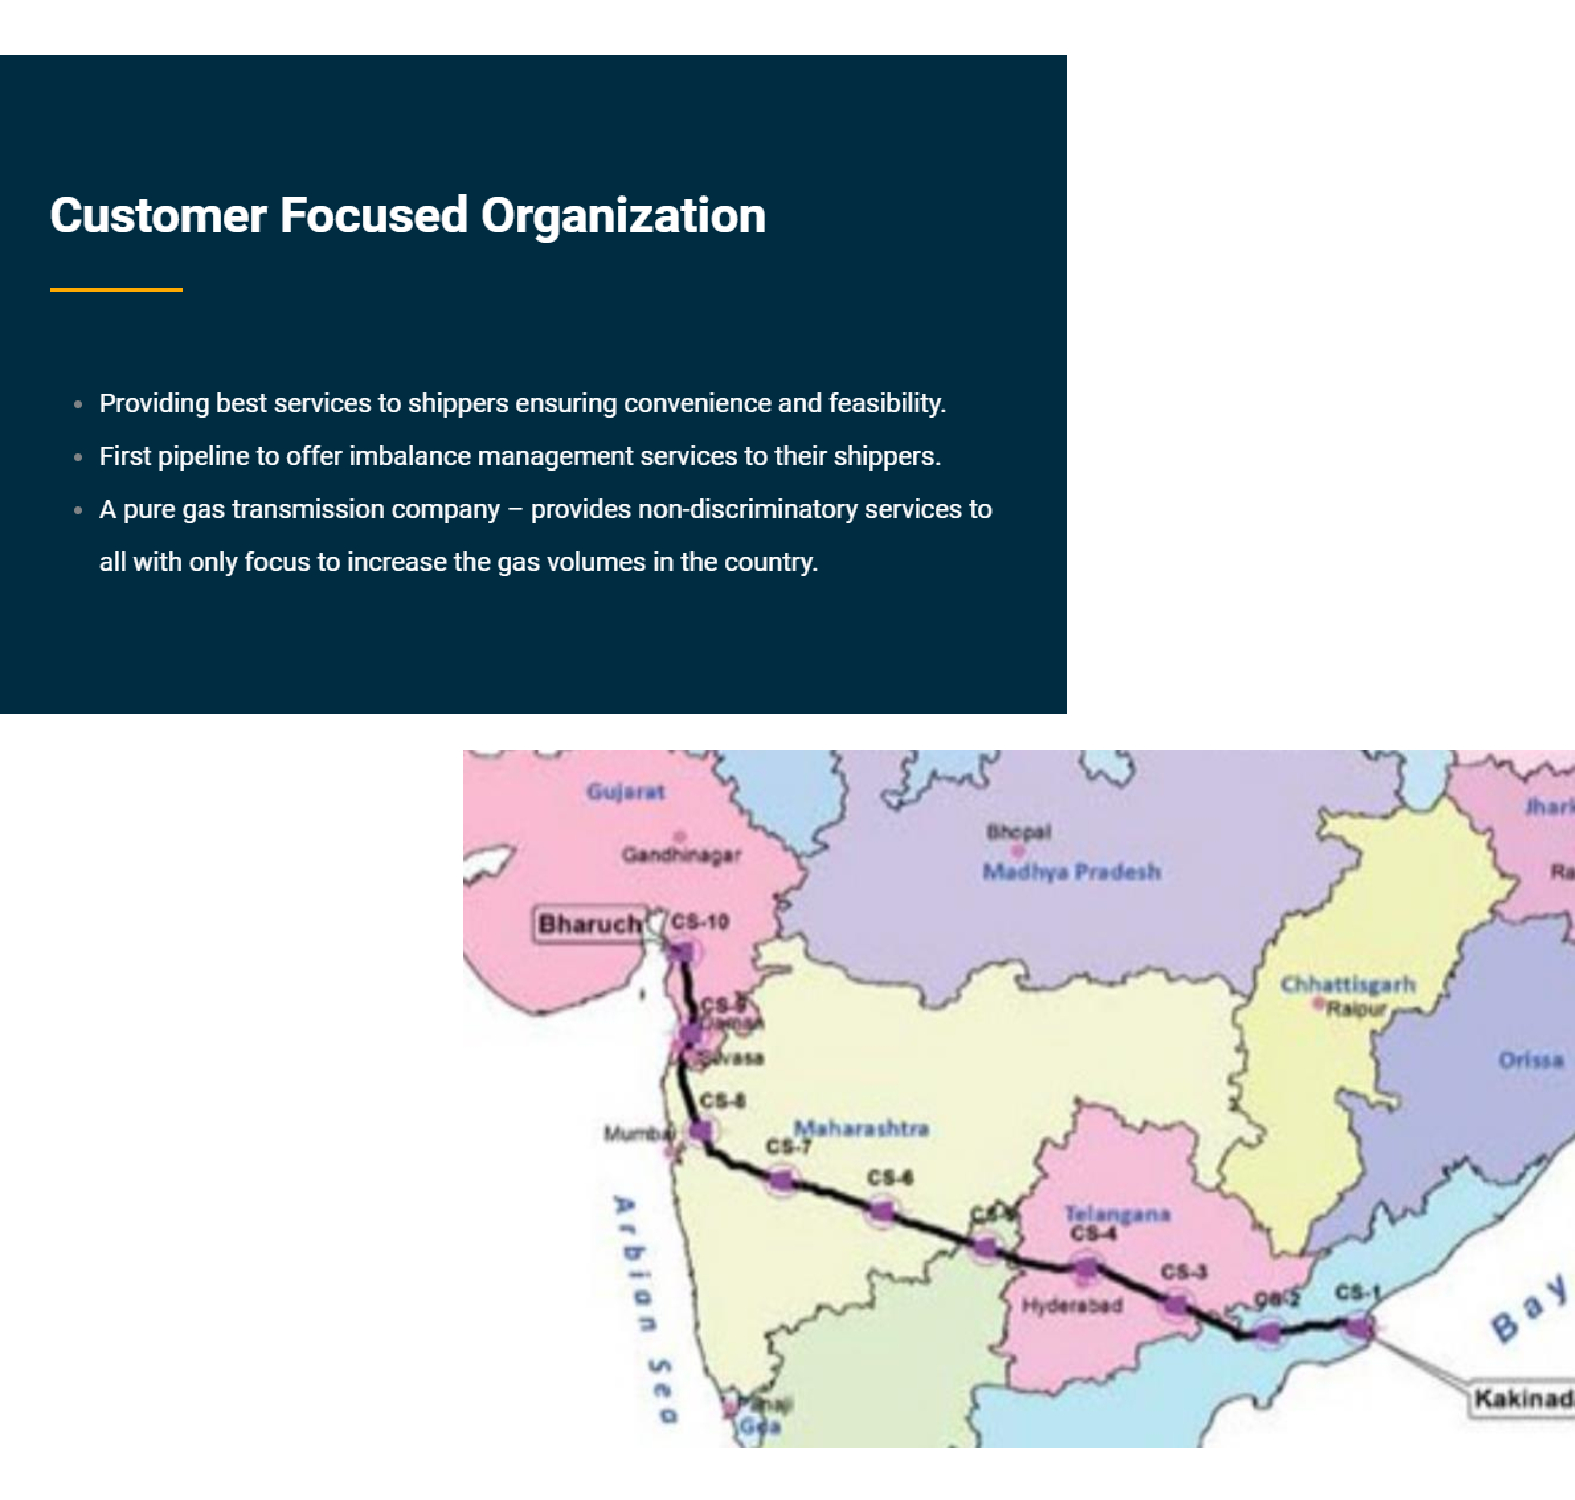 Customer Focused Organization
Providing best services to shippers ensuring convenience and feasibility.
First pipeline to offer imbalance management services to their shippers.
A pure gas transmission company – provides non-discriminatory services to
all with only focus to increase the gas volumes in the country.
Gujarat
Jhark
Bhopal
Gandhinagar
Madhya Pradesh
Ra
Bharuch
CS-10
Chhattisgarh
CS-9
Raipur
Daman
Silvasa
Orissa
CS-8
Maharashtra
Mumbai
CS-7
CS-6
Arbian Sea
Telangana
CS-4
CS-3
Hyderabad
CS-1
Bay
Kakinad
Panaji
Goa